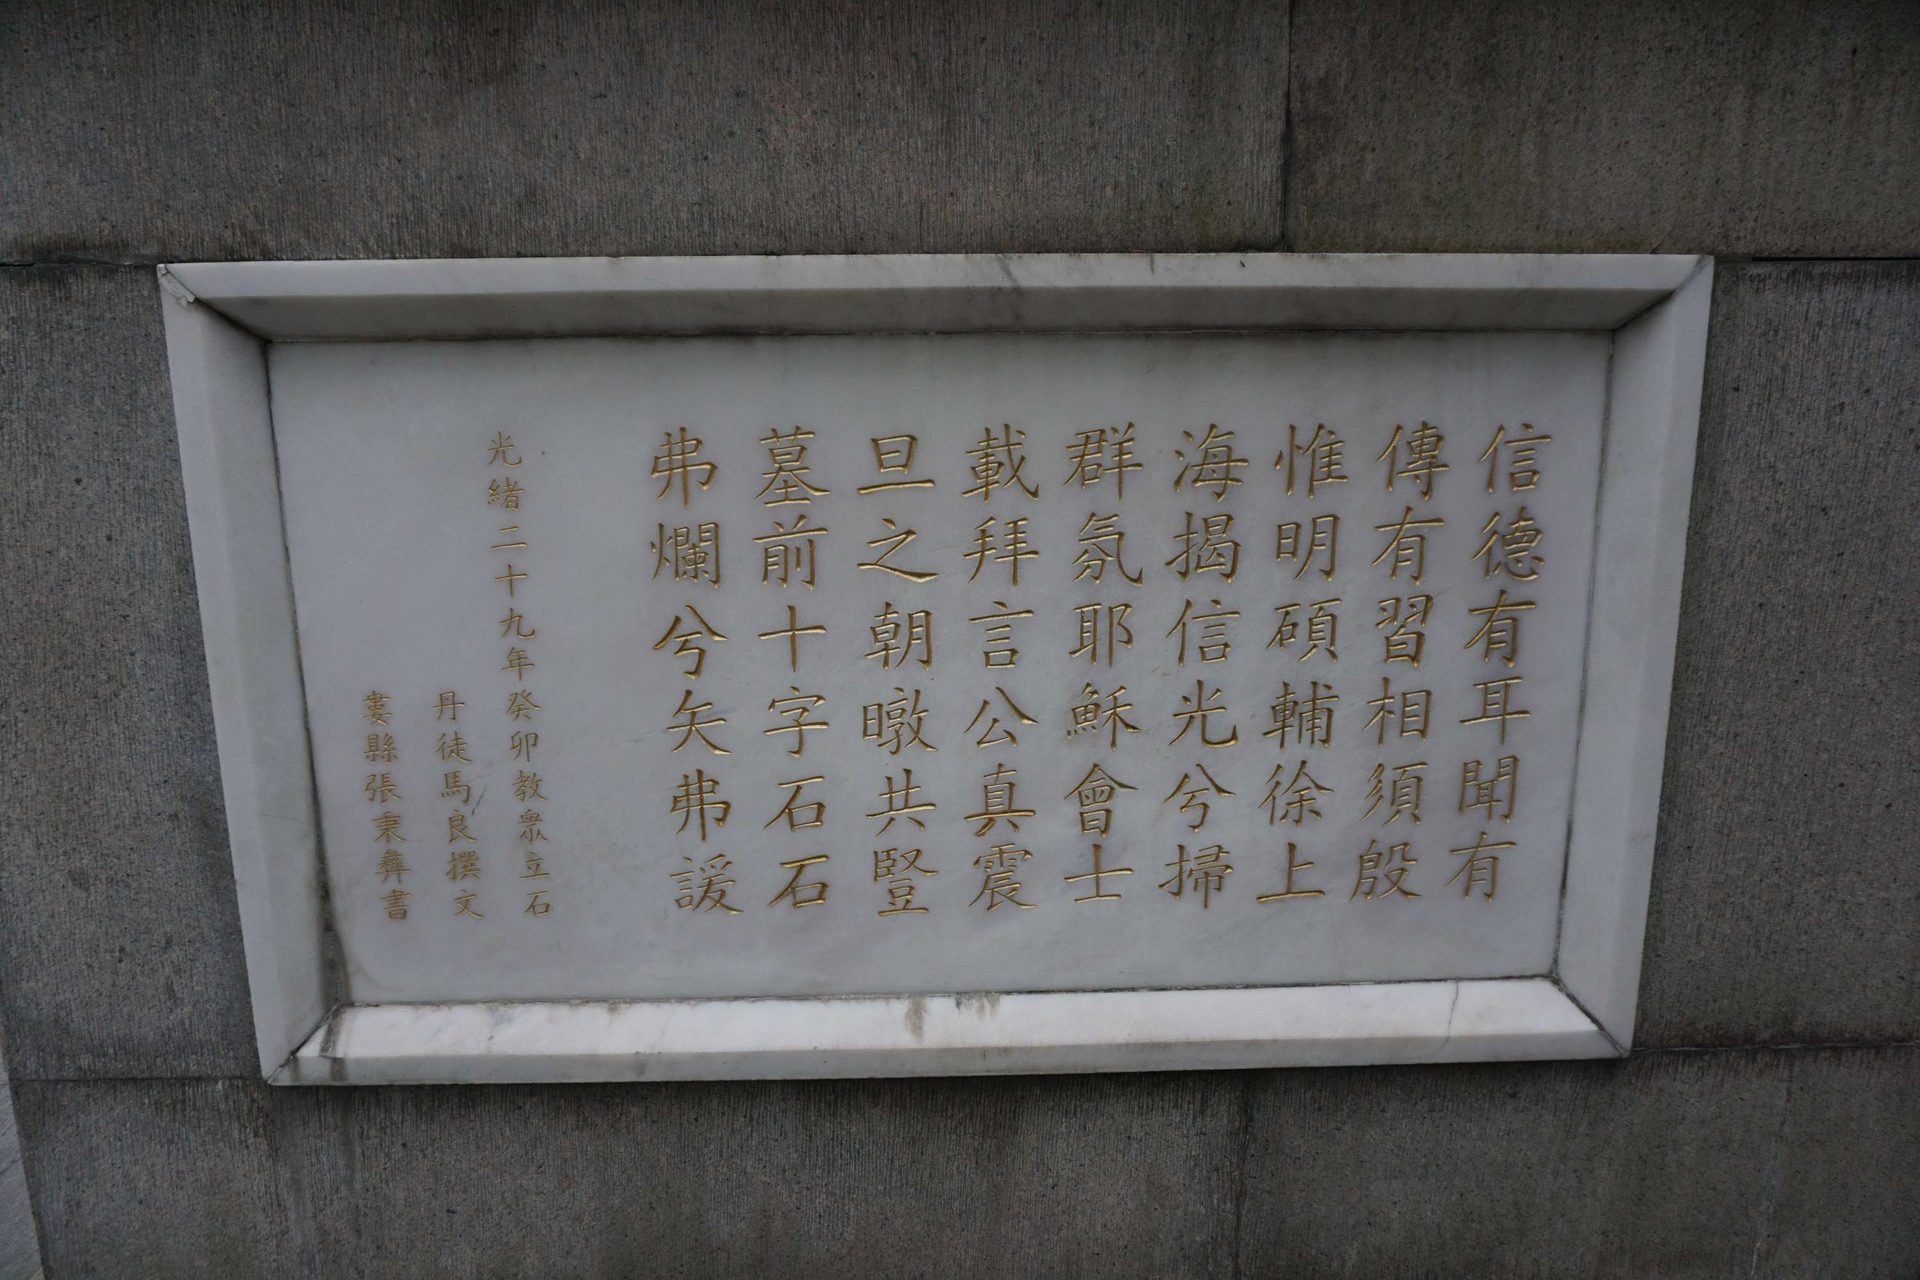 信德有耳聞有
傳有習相須殷
惟明碩輔徐上
海揭信光兮掃
群氛耶穌會士
載拜言公真震
旦之朝暾共豎
墓前十字石石
弗爛兮矢弗諼
光緒二十九年癸卯教眾立石
丹徒馬良撰文
婁縣張秉彝書